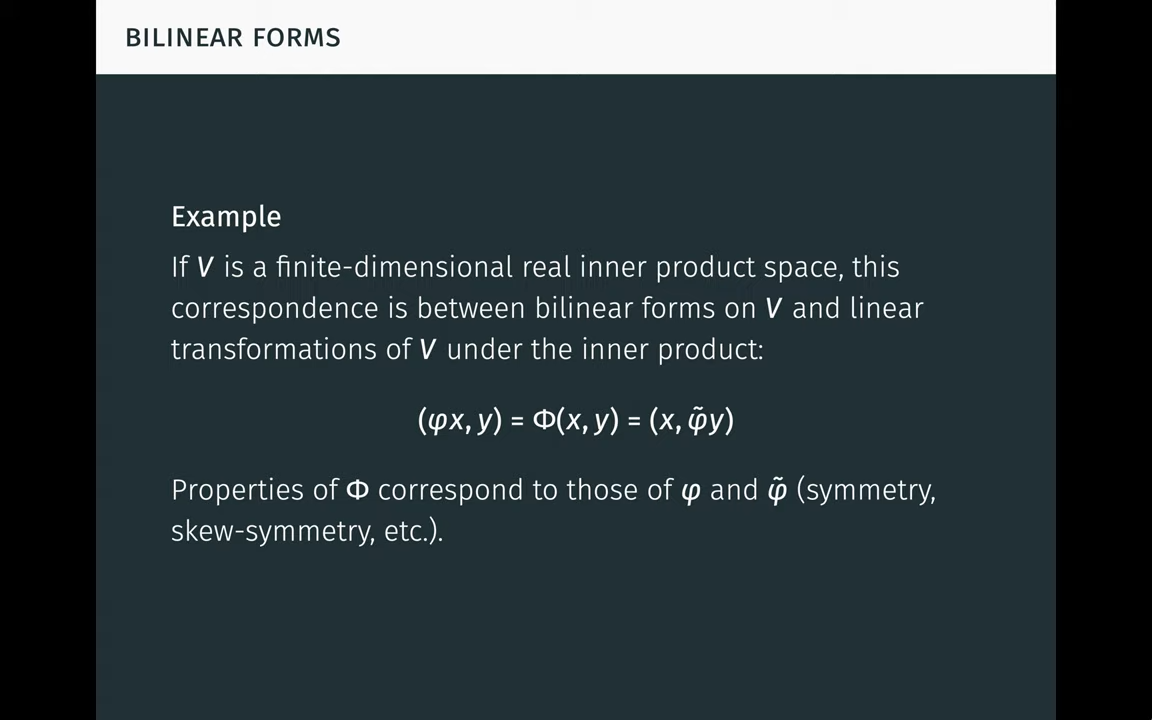 BILINEAR FORMS
Example
If V is a finite-dimensional real inner product space, this
correspondence is between bilinear forms on V and linear
transformations of V under the inner product:
(φx, y) = Φ(x, y) = (x, φ̃y)
Properties of Φ correspond to those of φ and φ̃ (symmetry,
skew-symmetry, etc.).